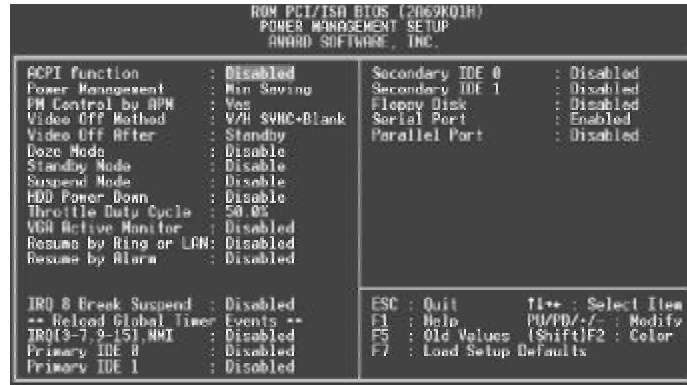 ROM PCI/ISA BIOS (2A69KQ1H)
POWER MANAGEMENT SETUP
AWARD SOFTWARE, INC.
ACPI function : Disabled
Power Management : Min Saving
PM Control by APM : Yes
Video Off Method : V/H SYNC+Blank
Video Off After : Standby
Doze Mode : Disable
Standby Mode : Disable
Suspend Mode : Disable
HDD Power Down : Disable
Throttle Duty Cycle : 50.0%
VGA Active Monitor : Disabled
Resume by Ring or LAN: Disabled
Resume by Alarm : Disabled
IRQ 8 Break Suspend : Disabled
** Reload Global Timer Events **
IRQ[3-7,9-15],NMI : Disabled
Primary IDE 0 : Disabled
Primary IDE 1 : Disabled
Secondary IDE 0 : Disabled
Secondary IDE 1 : Disabled
Floppy Disk : Disabled
Serial Port : Enabled
Parallel Port : Disabled
ESC : Quit ↑↓→← : Select Item
F1 : Help PU/PD/+/- : Modify
F5 : Old Values (Shift)F2 : Color
F7 : Load Setup Defaults